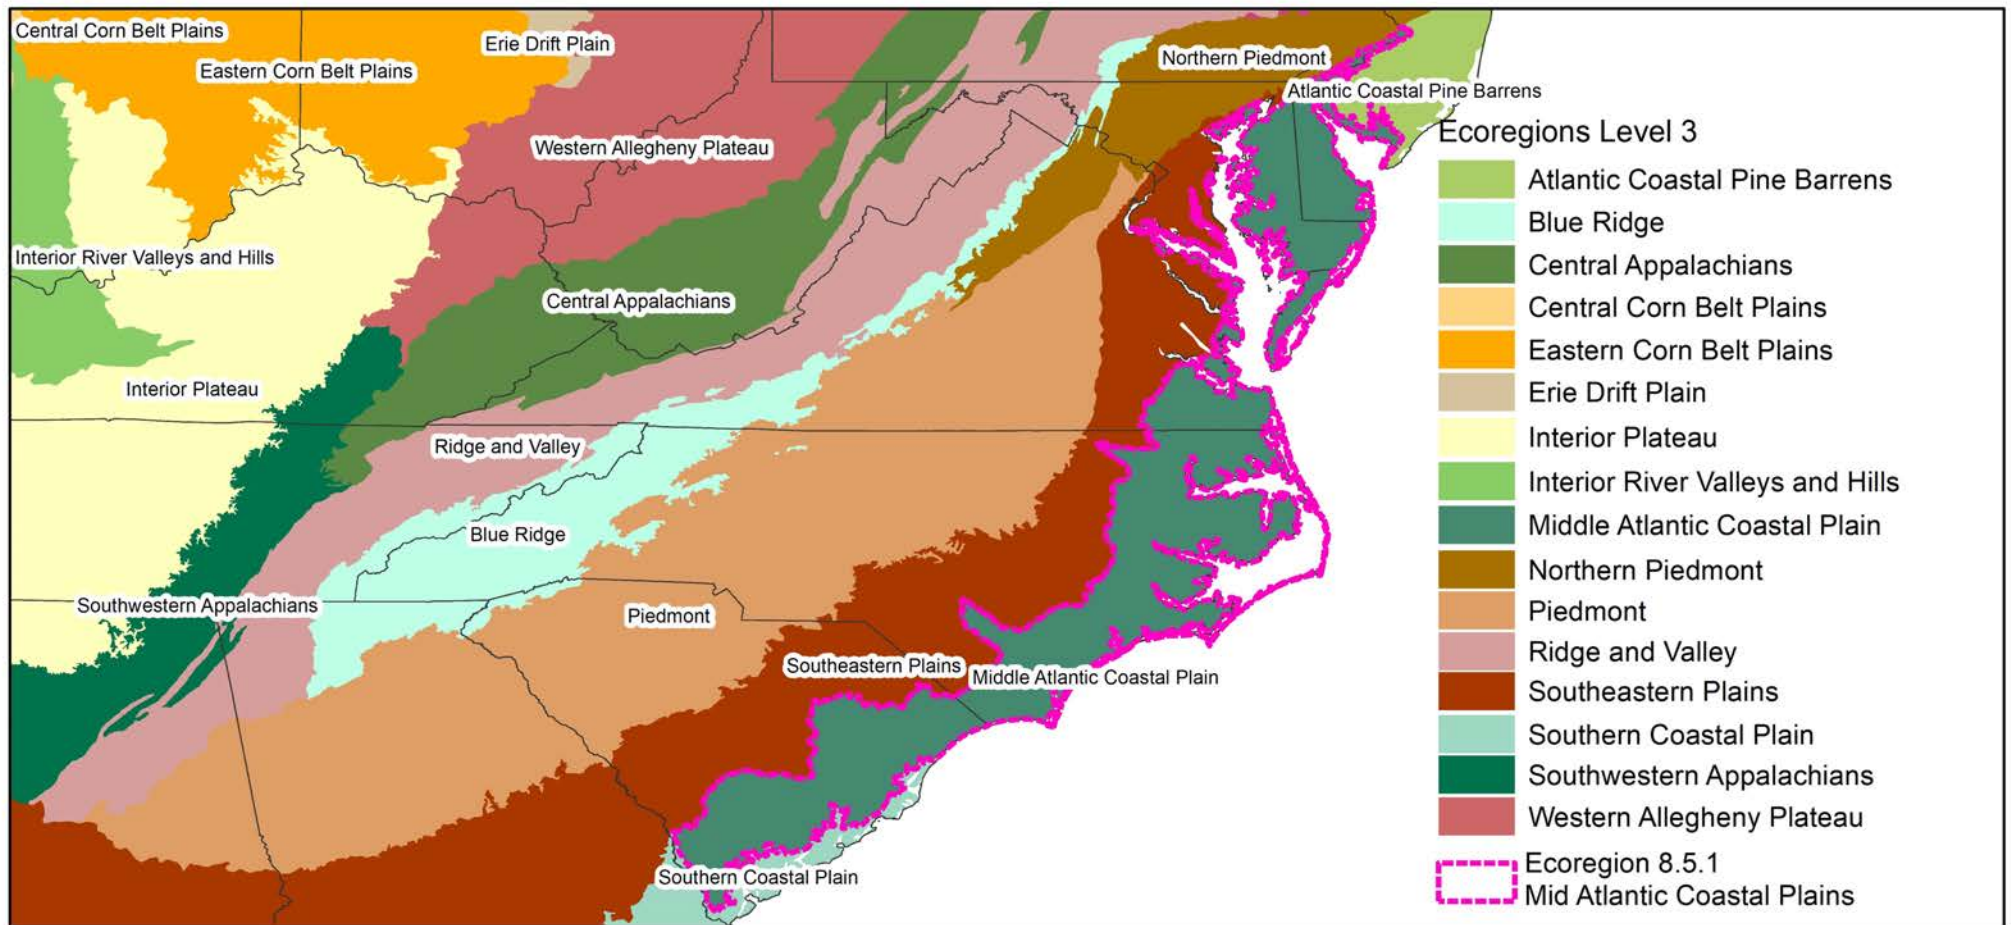 Central Corn Belt Plains
Erie Drift Plain
Eastern Corn Belt Plains
Northern Piedmont
Atlantic Coastal Pine Barrens
Western Allegheny Plateau
Interior River Valleys and Hills
Central Appalachians
Interior Plateau
Ridge and Valley
Blue Ridge
Southwestern Appalachians
Piedmont
Southeastern Plains
Middle Atlantic Coastal Plain
Southern Coastal Plain
Ecoregions Level 3
Atlantic Coastal Pine Barrens
Blue Ridge
Central Appalachians
Central Corn Belt Plains
Eastern Corn Belt Plains
Erie Drift Plain
Interior Plateau
Interior River Valleys and Hills
Middle Atlantic Coastal Plain
Northern Piedmont
Piedmont
Ridge and Valley
Southeastern Plains
Southern Coastal Plain
Southwestern Appalachians
Western Allegheny Plateau
Ecoregion 8.5.1
Mid Atlantic Coastal Plains